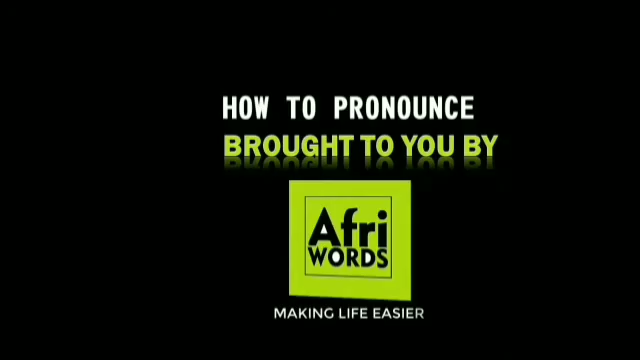 HOW TO PRONOUNCE
BROUGHT TO YOU BY
Afri
WORDS
MAKING LIFE EASIER